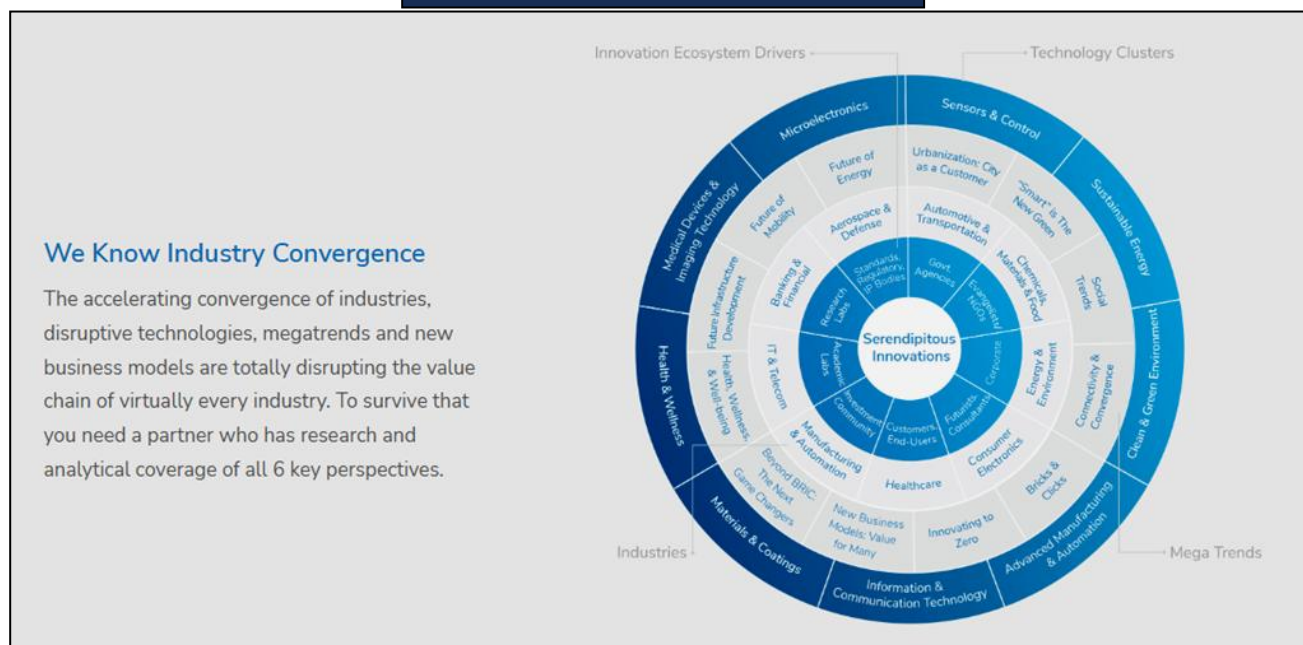 Innovation Ecosystem Drivers
Technology Clusters
We Know Industry Convergence
The accelerating convergence of industries,
disruptive technologies, megatrends and new
business models are totally disrupting the value
chain of virtually every industry. To survive that
you need a partner who has research and
analytical coverage of all 6 key perspectives.
Microelectronics
Sensors & Control
Sustainable Energy
Clean & Green Environment
Advanced Manufacturing
& Automation
Information &
Communication Technology
Materials & Coatings
Health & Wellness
Medical Devices &
Imaging Technology
Future of
Energy
Urbanization: City
as a Customer
"Smart" is The
New Green
Social
Trends
Connectivity &
Convergence
Bricks &
Clicks
Innovating to
Zero
New Business
Models: Value
for Many
Beyond BRIC:
The Next
Game Changers
Health, Wellness,
& Well-being
Future Infrastructure
Development
Future of
Mobility
Aerospace &
Defense
Automotive &
Transportation
Chemicals,
Materials & Food
Energy &
Environment
Consumer
Electronics
Healthcare
Manufacturing
& Automation
IT & Telecom
Banking &
Financial
Standards,
Regulatory,
IP Bodies
Govt.
Agencies
Evangelists/
NGOs
Corporate
Futurists,
Consultants
Customers,
End-Users
Investment
Community
Academic
Labs
Research
Labs
Serendipitous
Innovations
Industries
Mega Trends